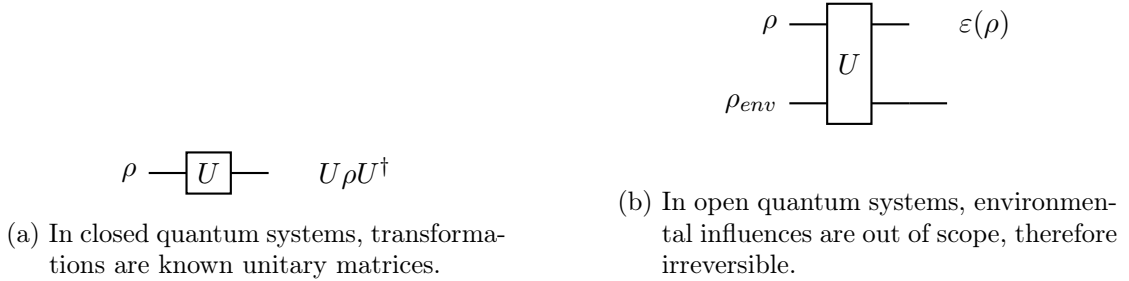 ρ U UρU†
(a) In closed quantum systems, transforma-
tions are known unitary matrices.
ρ ε(ρ)
U
ρenv
(b) In open quantum systems, environmen-
tal influences are out of scope, therefore
irreversible.